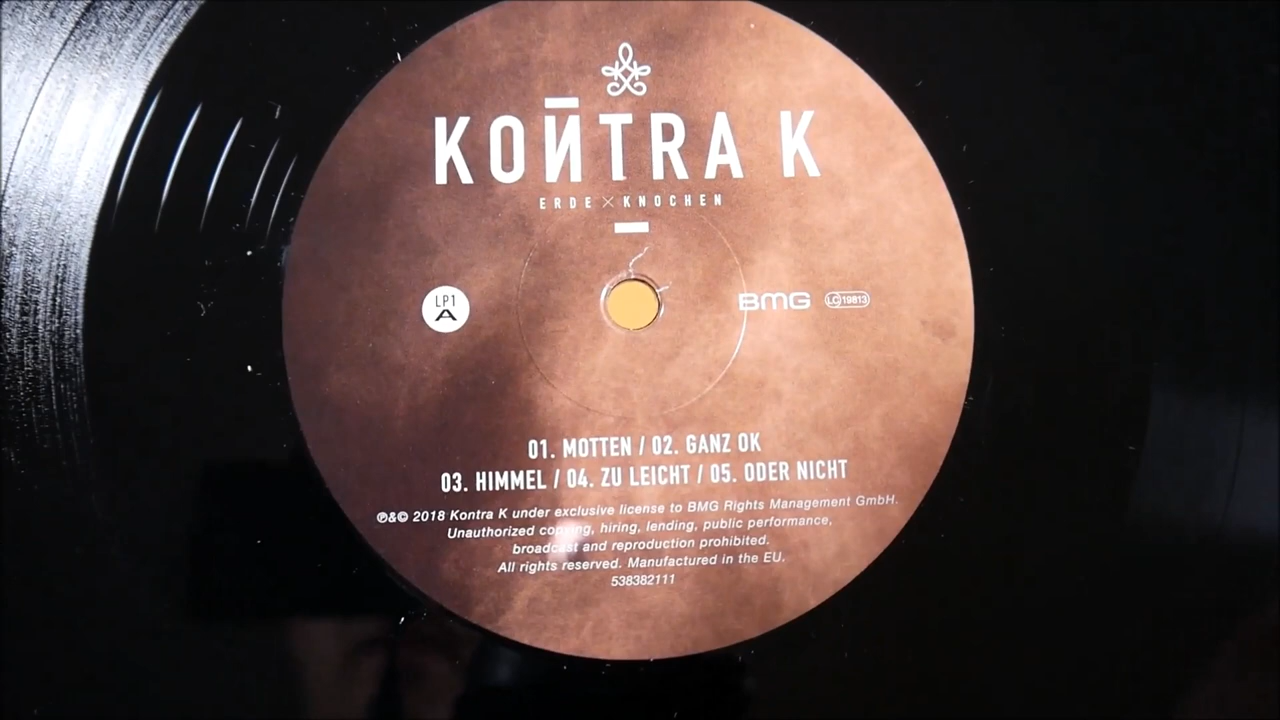 KOИTRA K
ERDE × KNOCHEN
LP1
A
BMG
LC 19813
01. MOTTEN / 02. GANZ OK
03. HIMMEL / 04. ZU LEICHT / 05. ODER NICHT
℗&© 2018 Kontra K under exclusive license to BMG Rights Management GmbH.
Unauthorized copying, hiring, lending, public performance,
broadcast and reproduction prohibited.
All rights reserved. Manufactured in the EU.
538382111